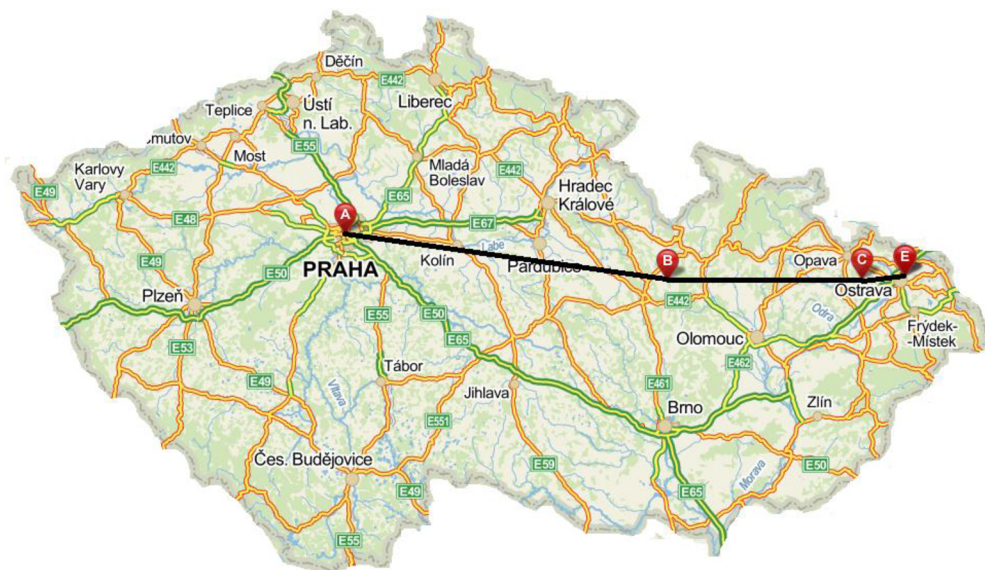 Děčín
E442
Liberec
Teplice
Ústí
n. Lab.
mutov
Most
E55
Karlovy
Vary
E442
E49
Mladá
Boleslav
E442
E65
Hradec
Králové
E48
A
E67
Labe
Kolín
Pardubice
PRAHA
E49
E50
Plzeň
B
E442
Opava
C
E
Ostrava
Odra
E50
E55
E65
Olomouc
Frýdek-
-Místek
E53
E462
Tábor
E49
Vltava
Jihlava
E461
Brno
Zlín
E551
Čes. Budějovice
E59
E50
Morava
E49
E65
E55